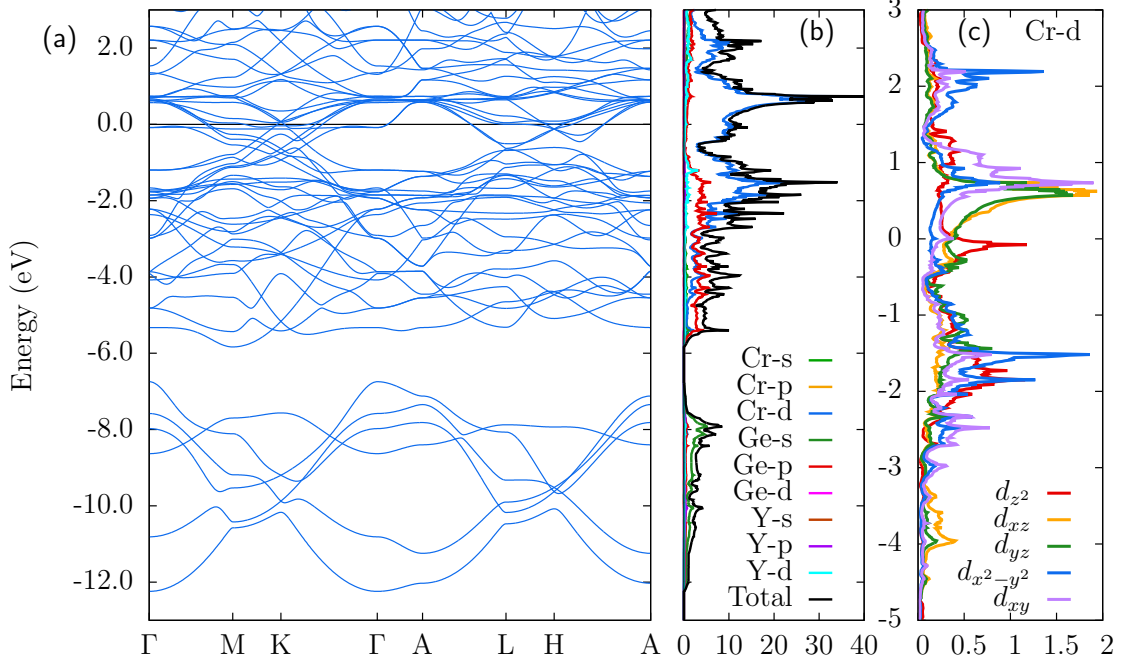 (a)
Energy (eV)
2.0
0.0
-2.0
-4.0
-6.0
-8.0
-10.0
-12.0
Γ M K Γ A L H A
(b)
Cr-s
Cr-p
Cr-d
Ge-s
Ge-p
Ge-d
Y-s
Y-p
Y-d
Total
0 10 20 30 40
(c) Cr-d
3
2
1
0
-1
-2
-3
-4
-5
d_{z^2}
d_{xz}
d_{yz}
d_{x^2-y^2}
d_{xy}
0 0.5 1 1.5 2